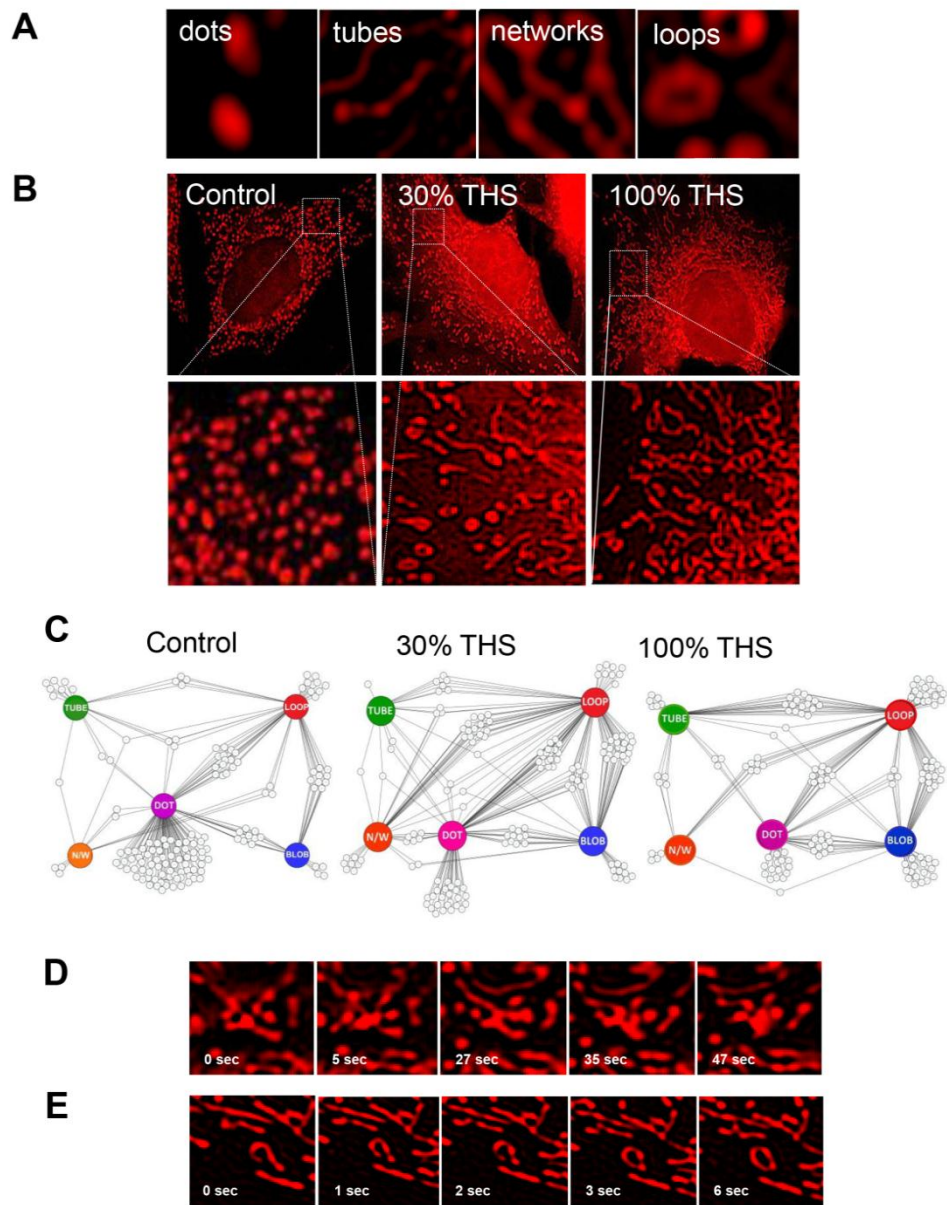 A
dots tubes networks loops
B
Control 30% THS 100% THS
C
Control 30% THS 100% THS
TUBE LOOP DOT N/W BLOB
TUBE LOOP N/W DOT BLOB
TUBE LOOP N/W DOT BLOB
D
0 sec 5 sec 27 sec 35 sec 47 sec
E
0 sec 1 sec 2 sec 3 sec 6 sec